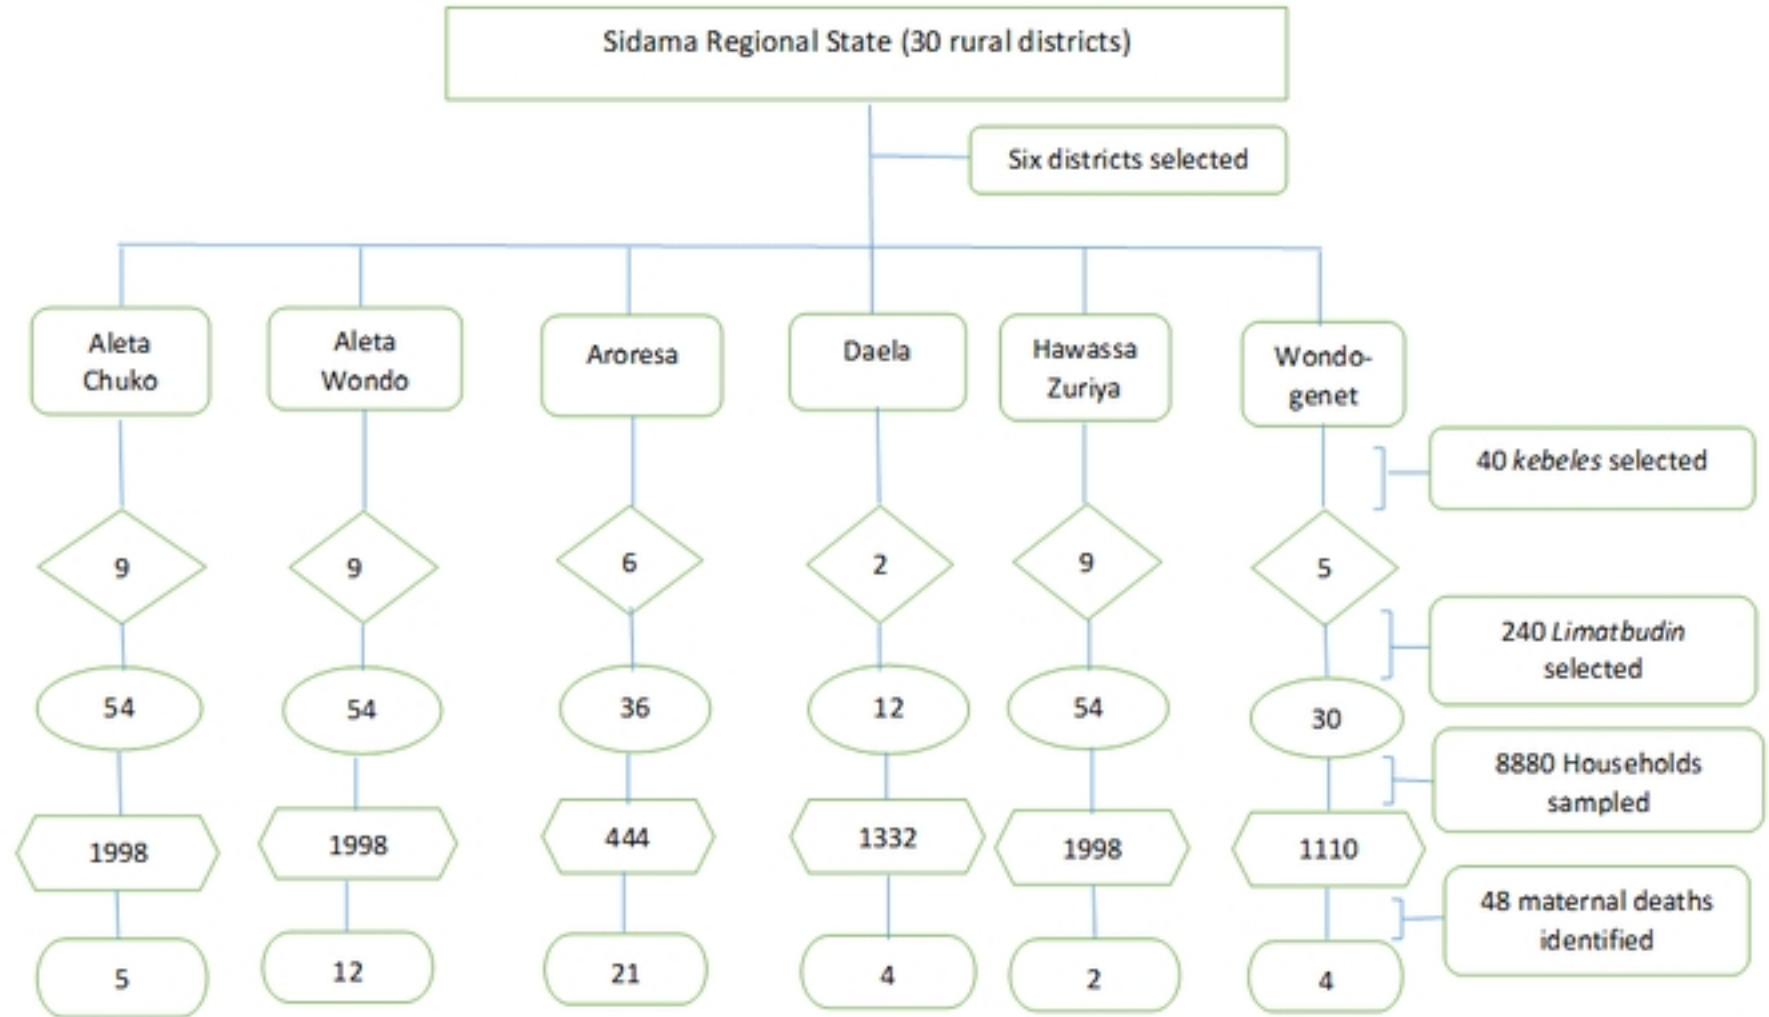 Sidama Regional State (30 rural districts)
Six districts selected
Aleta
Chuko
Aleta
Wondo
Aroresa
Daela
Hawassa
Zuriya
Wondo-
genet
40 kebeles selected
9
9
6
2
9
5
240 Limatbudin
selected
54
54
36
12
54
30
8880 Households
sampled
1998
1998
444
1332
1998
1110
48 maternal deaths
identified
5
12
21
4
2
4